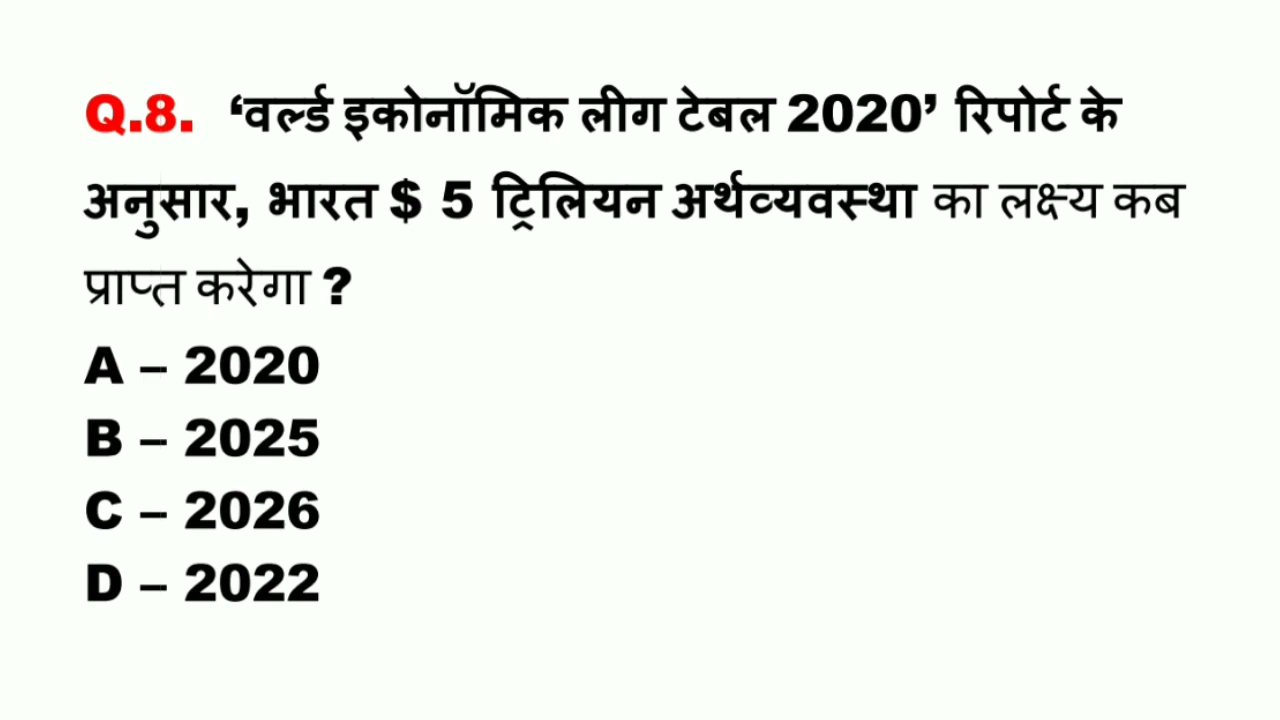 Q.8. ‘वर्ल्ड इकोनॉमिक लीग टेबल 2020’ रिपोर्ट के
अनुसार, भारत $ 5 ट्रिलियन अर्थव्यवस्था का लक्ष्य कब
प्राप्त करेगा ?
A – 2020
B – 2025
C – 2026
D – 2022